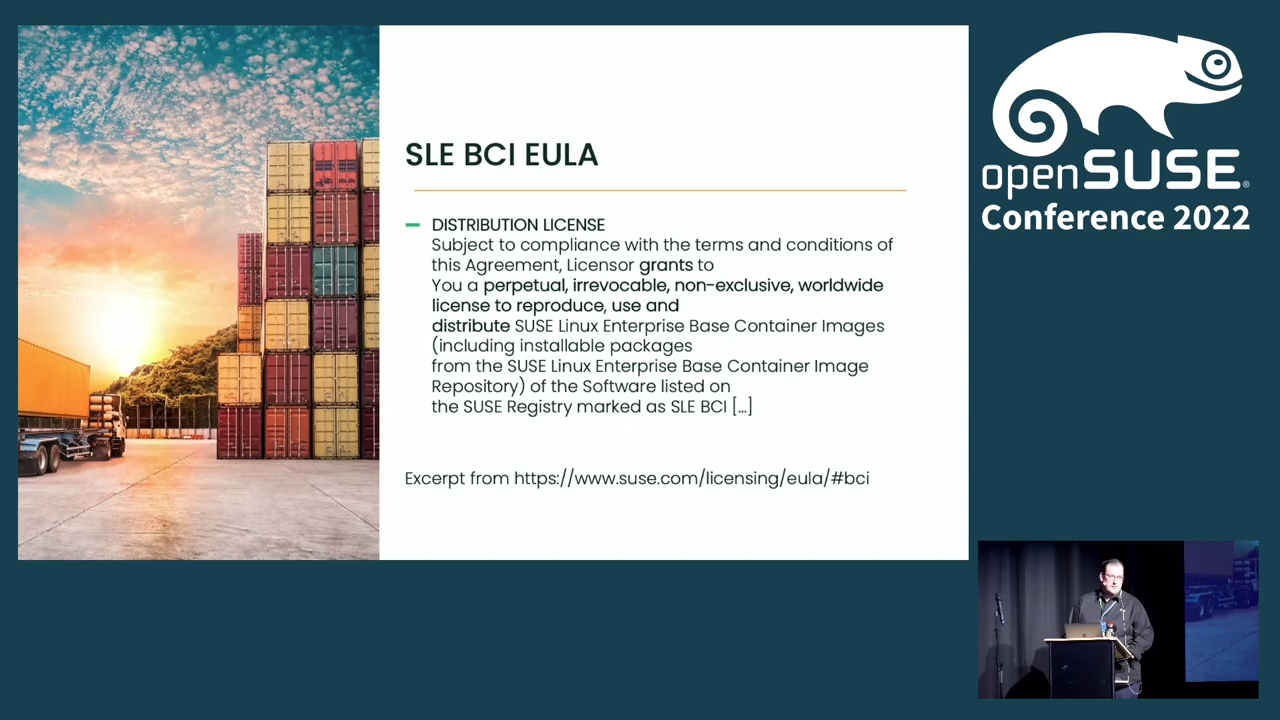 SLE BCI EULA
DISTRIBUTION LICENSE
Subject to compliance with the terms and conditions of
this Agreement, Licensor grants to
You a perpetual, irrevocable, non-exclusive, worldwide
license to reproduce, use and
distribute SUSE Linux Enterprise Base Container Images
(including installable packages
from the SUSE Linux Enterprise Base Container Image
Repository) of the Software listed on
the SUSE Registry marked as SLE BCI […]
Excerpt from https://www.suse.com/licensing/eula/#bci
openSUSE®
Conference 2022